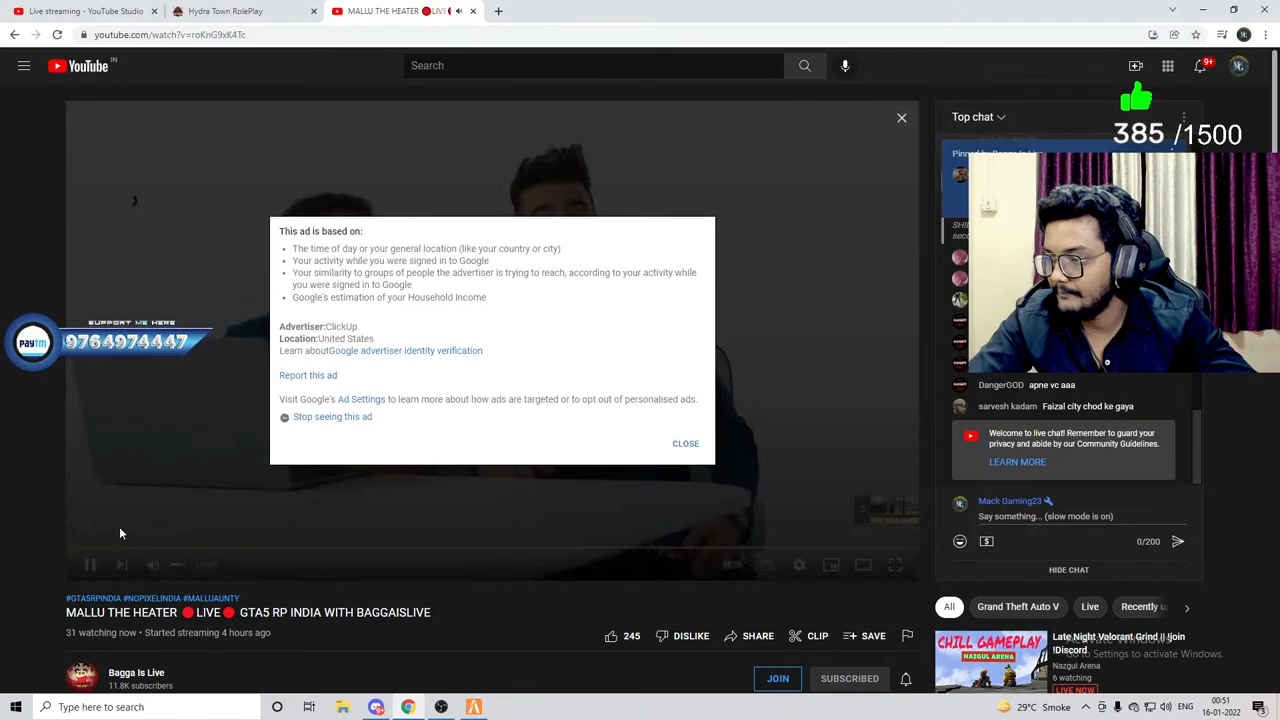 Live streaming - YouTube Studio
Hydra Town RolePlay
MALLU THE HEATER 🔴LIVE
youtube.com/watch?v=roKnG9xK4Tc
YouTube IN
Search
9+
Top chat
385 /1500
This ad is based on:
The time of day or your general location (like your country or city)
Your activity while you were signed in to Google
Your similarity to groups of people the advertiser is trying to reach, according to your activity while
you were signed in to Google
Google's estimation of your Household Income
Advertiser:ClickUp
Location:United States
Learn aboutGoogle advertiser identity verification
Report this ad
Visit Google's Ad Settings to learn more about how ads are targeted or to opt out of personalised ads.
Stop seeing this ad
CLOSE
SUPPORT ME HERE
paytm
9764974447
DangerGOD apne vc aaa
sarvesh kadam Faizal city chod ke gaya
Welcome to live chat! Remember to guard your
privacy and abide by our Community Guidelines.
LEARN MORE
Mack Gaming23
Say something... (slow mode is on)
0/200
HIDE CHAT
#GTA5RPINDIA #NOPIXELINDIA #MALLUAUNTY
MALLU THE HEATER 🔴LIVE🔴 GTA5 RP INDIA WITH BAGGAISLIVE
31 watching now • Started streaming 4 hours ago
245
DISLIKE
SHARE
CLIP
SAVE
Bagga Is Live
11.8K subscribers
JOIN
SUBSCRIBED
All
Grand Theft Auto V
Live
Recently
CHILL GAMEPLAY
NAZGUL ARENA
Late Night Valorant Grind || !join
!Discord
Nazgul Arena
6 watching
LIVE NOW
Activate Windows
Go to Settings to activate Windows.
Type here to search
29°C Smoke
ENG
00:51
16-01-2022